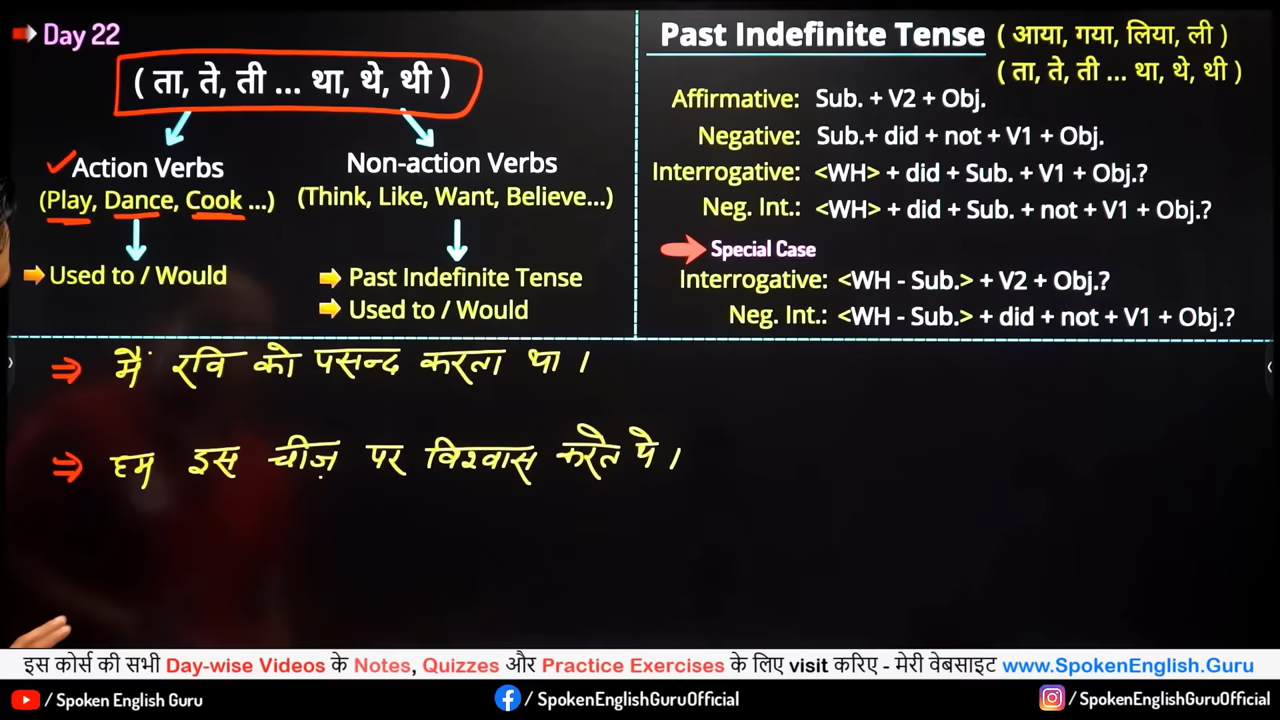 Day 22
( ता, ते, ती ... था, थे, थी )
Action Verbs
(Play, Dance, Cook ...)
Used to / Would
Non-action Verbs
(Think, Like, Want, Believe...)
Past Indefinite Tense
Used to / Would
Past Indefinite Tense ( आया, गया, लिया, ली )
( ता, ते, ती ... था, थे, थी )
Affirmative: Sub. + V2 + Obj.
Negative: Sub.+ did + not + V1 + Obj.
Interrogative: <WH> + did + Sub. + V1 + Obj.?
Neg. Int.: <WH> + did + Sub. + not + V1 + Obj.?
Special Case
Interrogative: <WH - Sub.> + V2 + Obj.?
Neg. Int.: <WH - Sub.> + did + not + V1 + Obj.?
⇒ मैं रवि को पसन्द करता था।
⇒ हम इस चीज़ पर विश्वास करते थे।
इस कोर्स की सभी Day-wise Videos के Notes, Quizzes और Practice Exercises के लिए visit करिए - मेरी वेबसाइट www.SpokenEnglish.Guru
/ Spoken English Guru
/ SpokenEnglishGuruOfficial
/ SpokenEnglishGuruOfficial